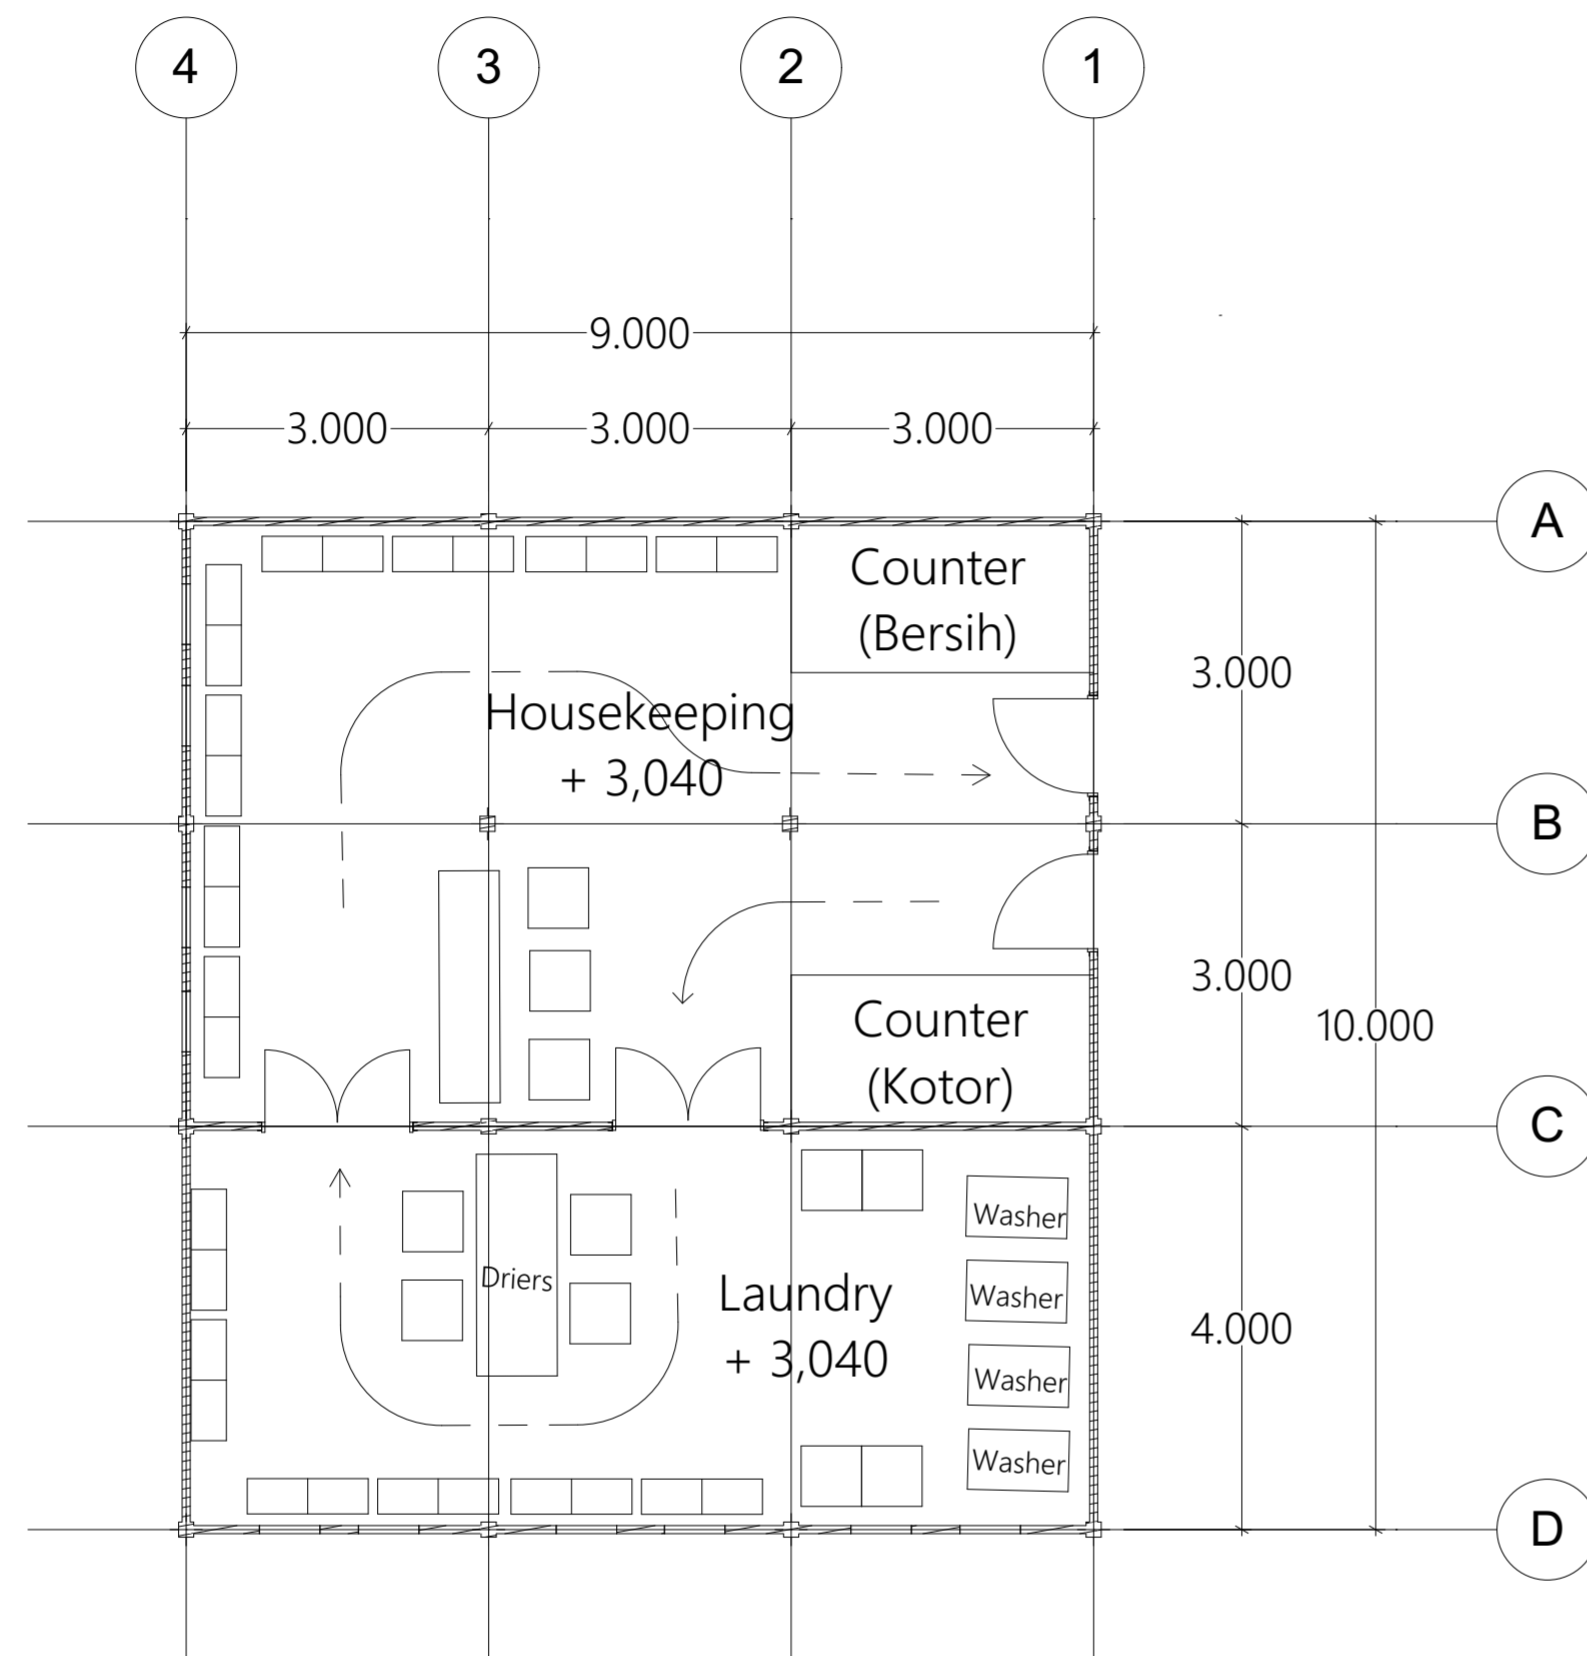 4
3
2
1
9.000
3.000
3.000
3.000
A
Counter
(Bersih)
3.000
Housekeeping
+ 3,040
B
3.000
10.000
Counter
(Kotor)
C
Washer
Driers
Laundry
+ 3,040
Washer
4.000
Washer
Washer
D